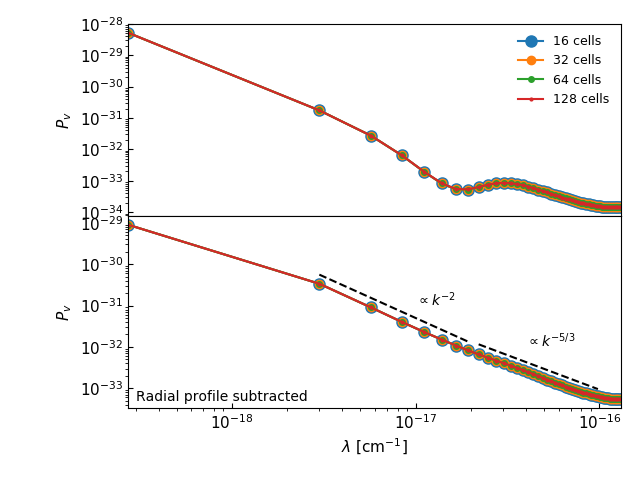 10⁻²⁸
10⁻²⁹
10⁻³⁰
10⁻³¹
10⁻³²
10⁻³³
10⁻³⁴
P_v
16 cells
32 cells
64 cells
128 cells
10⁻²⁹
10⁻³⁰
10⁻³¹
10⁻³²
10⁻³³
P_v
∝ k⁻²
∝ k⁻⁵ᐟ³
Radial profile subtracted
10⁻¹⁸
10⁻¹⁷
10⁻¹⁶
λ [cm⁻¹]